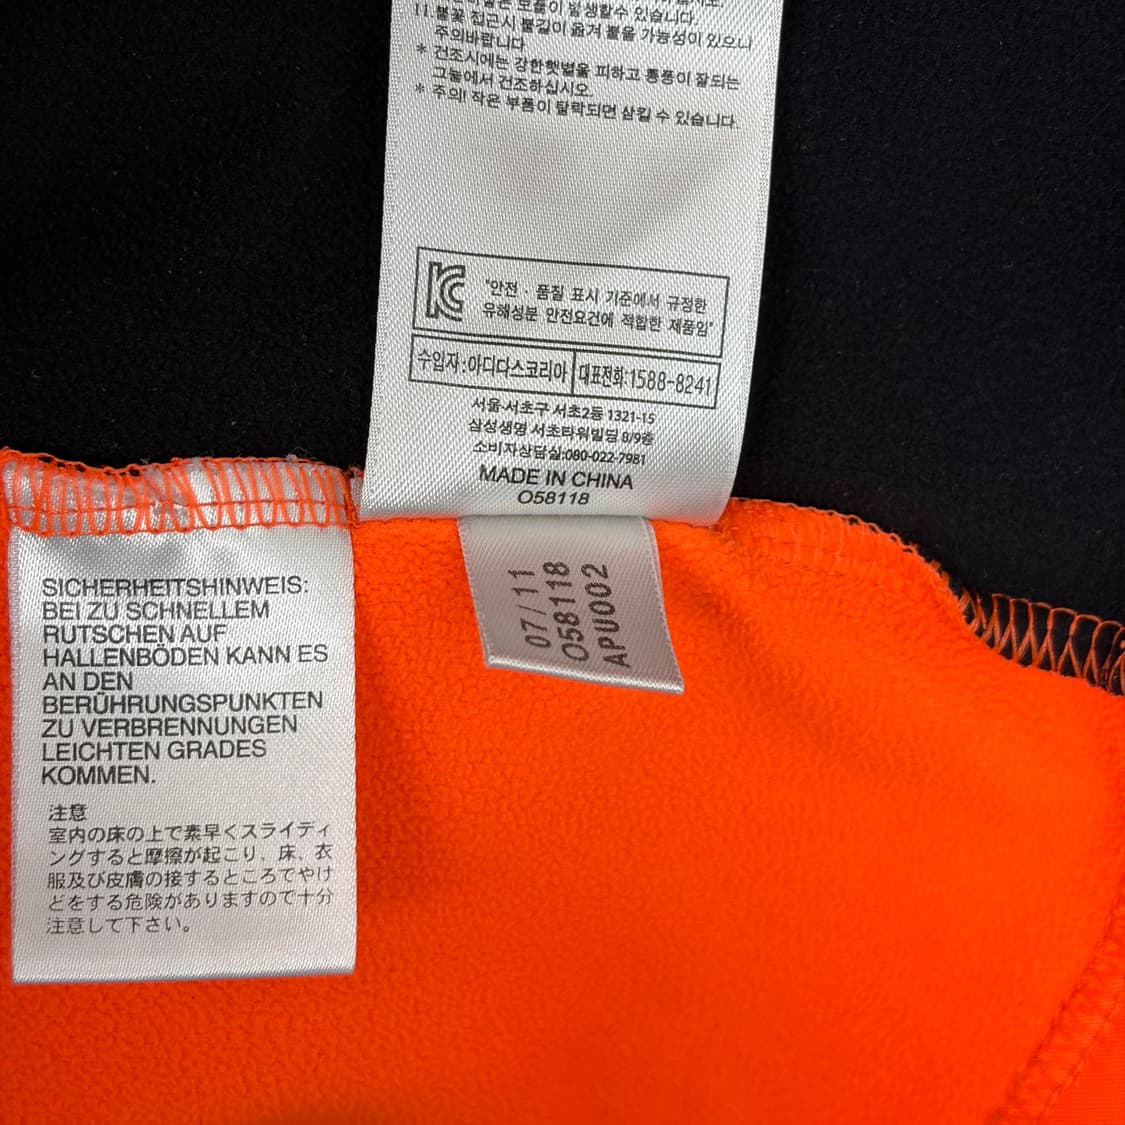 11.불꽃 접근시 불길이 옮겨 붙을 가능성이 있으니
주의바랍니다
* 건조시에는 강한햇볕을 피하고 통풍이 잘되는
그늘에서 건조하십시오.
* 주의! 작은 부품이 탈락되면 삼킬 수 있습니다.
"안전 · 품질 표시 기준에서 규정한
유해성분 안전요건에 적합한 제품임"
수입자:아디다스코리아 대표전화:1588-8241
서울·서초구 서초2동 1321-15
삼성생명 서초타워빌딩 8/9층
소비자상담실:080-022-7981
MADE IN CHINA
O58118
07/11
O58118
APU002
SICHERHEITSHINWEIS:
BEI ZU SCHNELLEM
RUTSCHEN AUF
HALLENBÖDEN KANN ES
AN DEN
BERÜHRUNGSPUNKTEN
ZU VERBRENNUNGEN
LEICHTEN GRADES
KOMMEN.
注意
室内の床の上で素早くスライディ
ングすると摩擦が起こり、床、衣
服及び皮膚の接するところでやけ
どをする危険がありますので十分
注意して下さい。